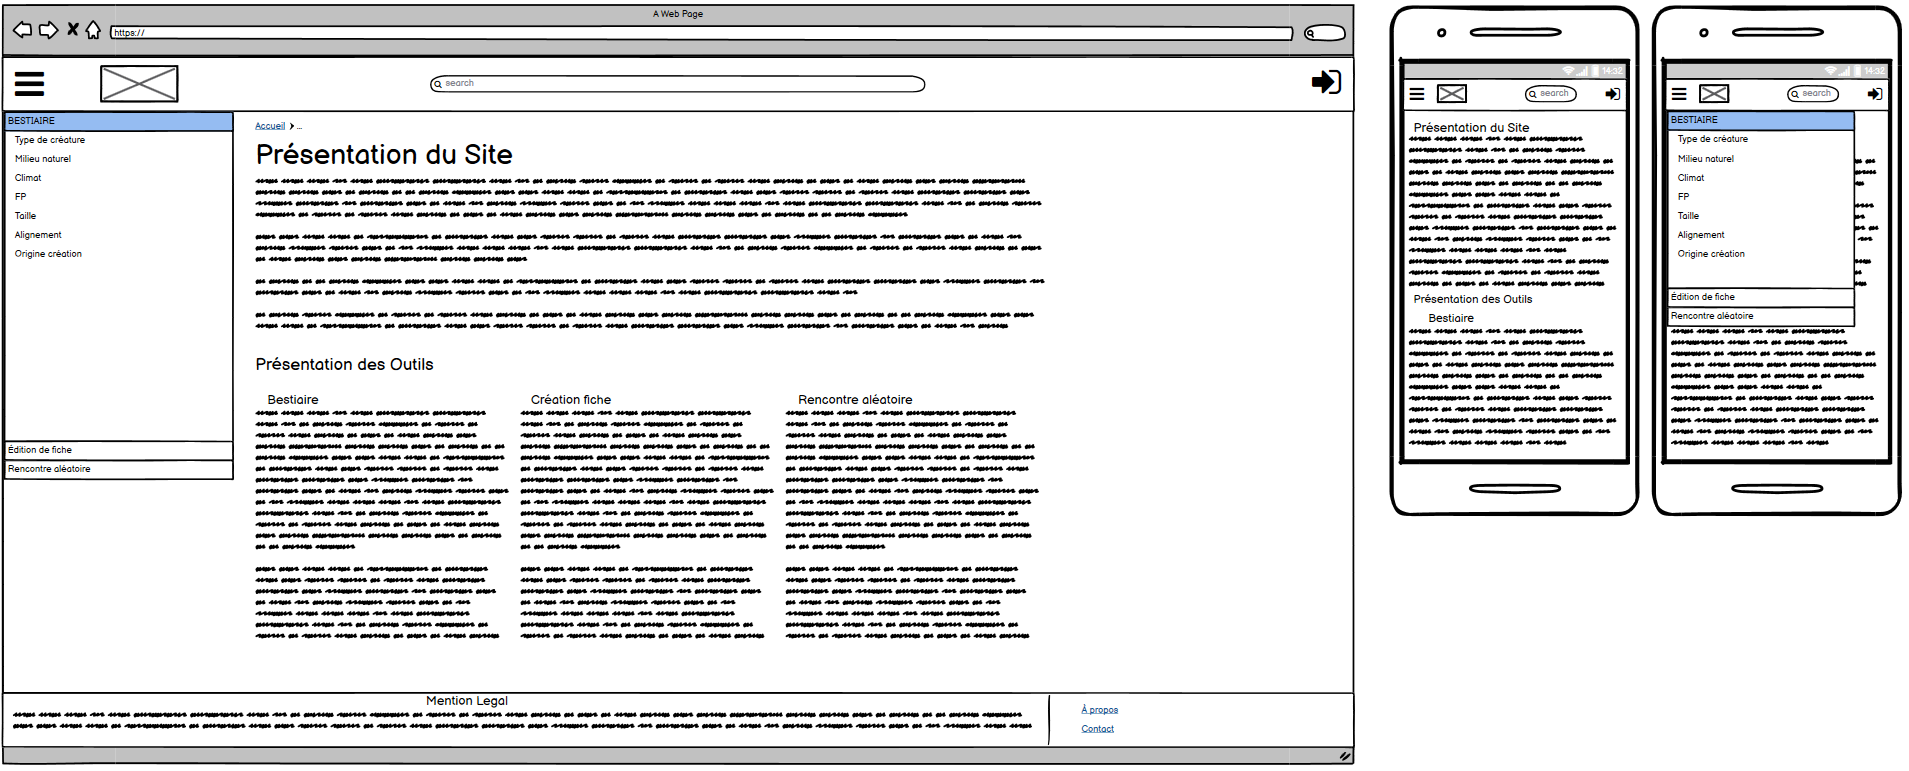 A Web Page
https://
search
BESTIAIRE
Type de créature
Milieu naturel
Climat
FP
Taille
Alignement
Origine création
Édition de fiche
Rencontre aléatoire
Accueil > ...
Présentation du Site
Présentation des Outils
Bestiaire
Création fiche
Rencontre aléatoire
Mention Legal
À propos
Contact
14:32
search
Présentation du Site
Présentation des Outils
Bestiaire
14:32
search
BESTIAIRE
Type de créature
Milieu naturel
Climat
FP
Taille
Alignement
Origine création
Édition de fiche
Rencontre aléatoire